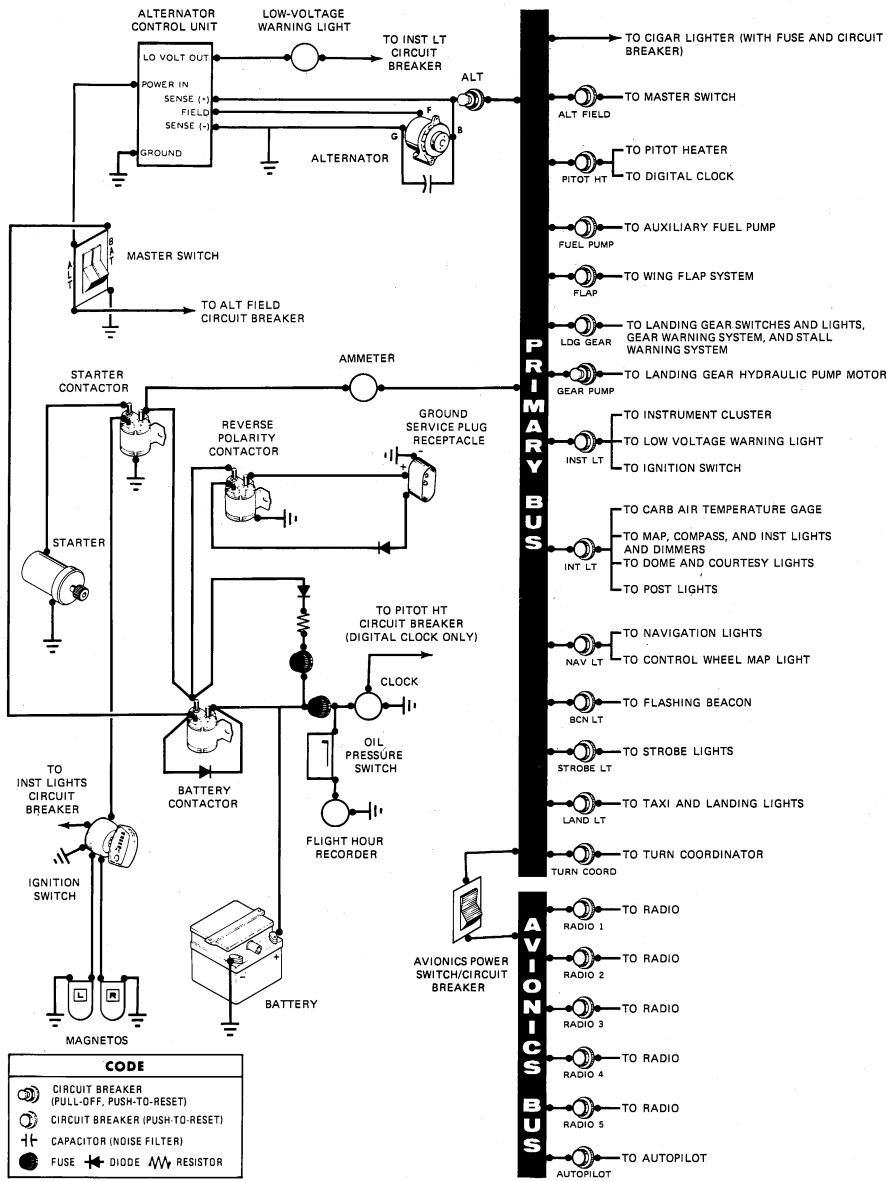 ALTERNATOR
CONTROL UNIT
LOW-VOLTAGE
WARNING LIGHT
LO VOLT OUT
TO INST LT
CIRCUIT
BREAKER
POWER IN
SENSE (+)
FIELD
SENSE (-)
GROUND
ALT
F
G
B
ALTERNATOR
BAT
ALT
MASTER SWITCH
TO ALT FIELD
CIRCUIT BREAKER
STARTER
CONTACTOR
AMMETER
REVERSE
POLARITY
CONTACTOR
GROUND
SERVICE PLUG
RECEPTACLE
-
+
STARTER
TO PITOT HT
CIRCUIT BREAKER
(DIGITAL CLOCK ONLY)
CLOCK
OIL
PRESSURE
SWITCH
BATTERY
CONTACTOR
FLIGHT HOUR
RECORDER
TO
INST LIGHTS
CIRCUIT
BREAKER
IGNITION
SWITCH
L
R
MAGNETOS
-
+
BATTERY
AVIONICS POWER
SWITCH/CIRCUIT
BREAKER
PRIMARY BUS
TO CIGAR LIGHTER (WITH FUSE AND CIRCUIT
BREAKER)
ALT FIELD
TO MASTER SWITCH
PITOT HT
TO PITOT HEATER
TO DIGITAL CLOCK
FUEL PUMP
TO AUXILIARY FUEL PUMP
FLAP
TO WING FLAP SYSTEM
LDG GEAR
TO LANDING GEAR SWITCHES AND LIGHTS,
GEAR WARNING SYSTEM, AND STALL
WARNING SYSTEM
GEAR PUMP
TO LANDING GEAR HYDRAULIC PUMP MOTOR
INST LT
TO INSTRUMENT CLUSTER
TO LOW VOLTAGE WARNING LIGHT
TO IGNITION SWITCH
INT LT
TO CARB AIR TEMPERATURE GAGE
TO MAP, COMPASS, AND INST LIGHTS
AND DIMMERS
TO DOME AND COURTESY LIGHTS
TO POST LIGHTS
NAV LT
TO NAVIGATION LIGHTS
TO CONTROL WHEEL MAP LIGHT
BCN LT
TO FLASHING BEACON
STROBE LT
TO STROBE LIGHTS
LAND LT
TO TAXI AND LANDING LIGHTS
TURN COORD
TO TURN COORDINATOR
AVIONICS BUS
RADIO 1
TO RADIO
RADIO 2
TO RADIO
RADIO 3
TO RADIO
RADIO 4
TO RADIO
RADIO 5
TO RADIO
AUTOPILOT
TO AUTOPILOT
CODE
CIRCUIT BREAKER
(PULL-OFF, PUSH-TO-RESET)
CIRCUIT BREAKER (PUSH-TO-RESET)
CAPACITOR (NOISE FILTER)
FUSE DIODE RESISTOR